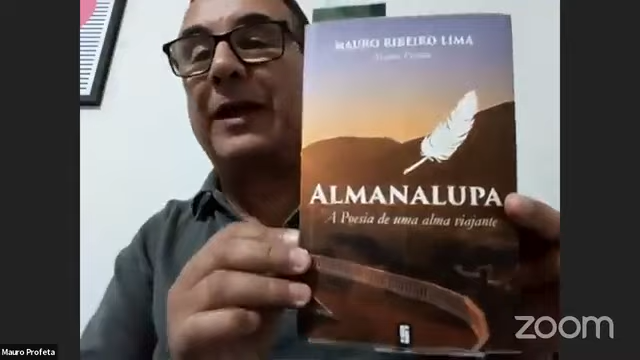 MAURO RIBEIRO LIMA
ALMANALUPA
A Poesia de uma alma viajante
zoom
Mauro Profeta